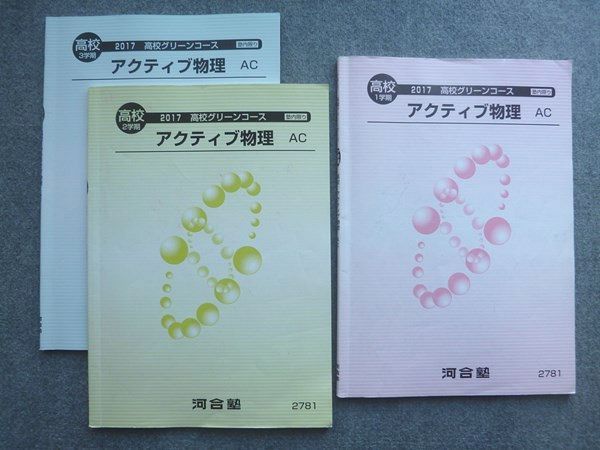 高校
3学期
2017 高校グリーンコース 塾内限り
アクティブ物理 AC
高校
2学期
2017 高校グリーンコース 塾内限り
アクティブ物理 AC
河合塾
2781
高校
1学期
2017 高校グリーンコース 塾内限り
アクティブ物理 AC
河合塾
2781